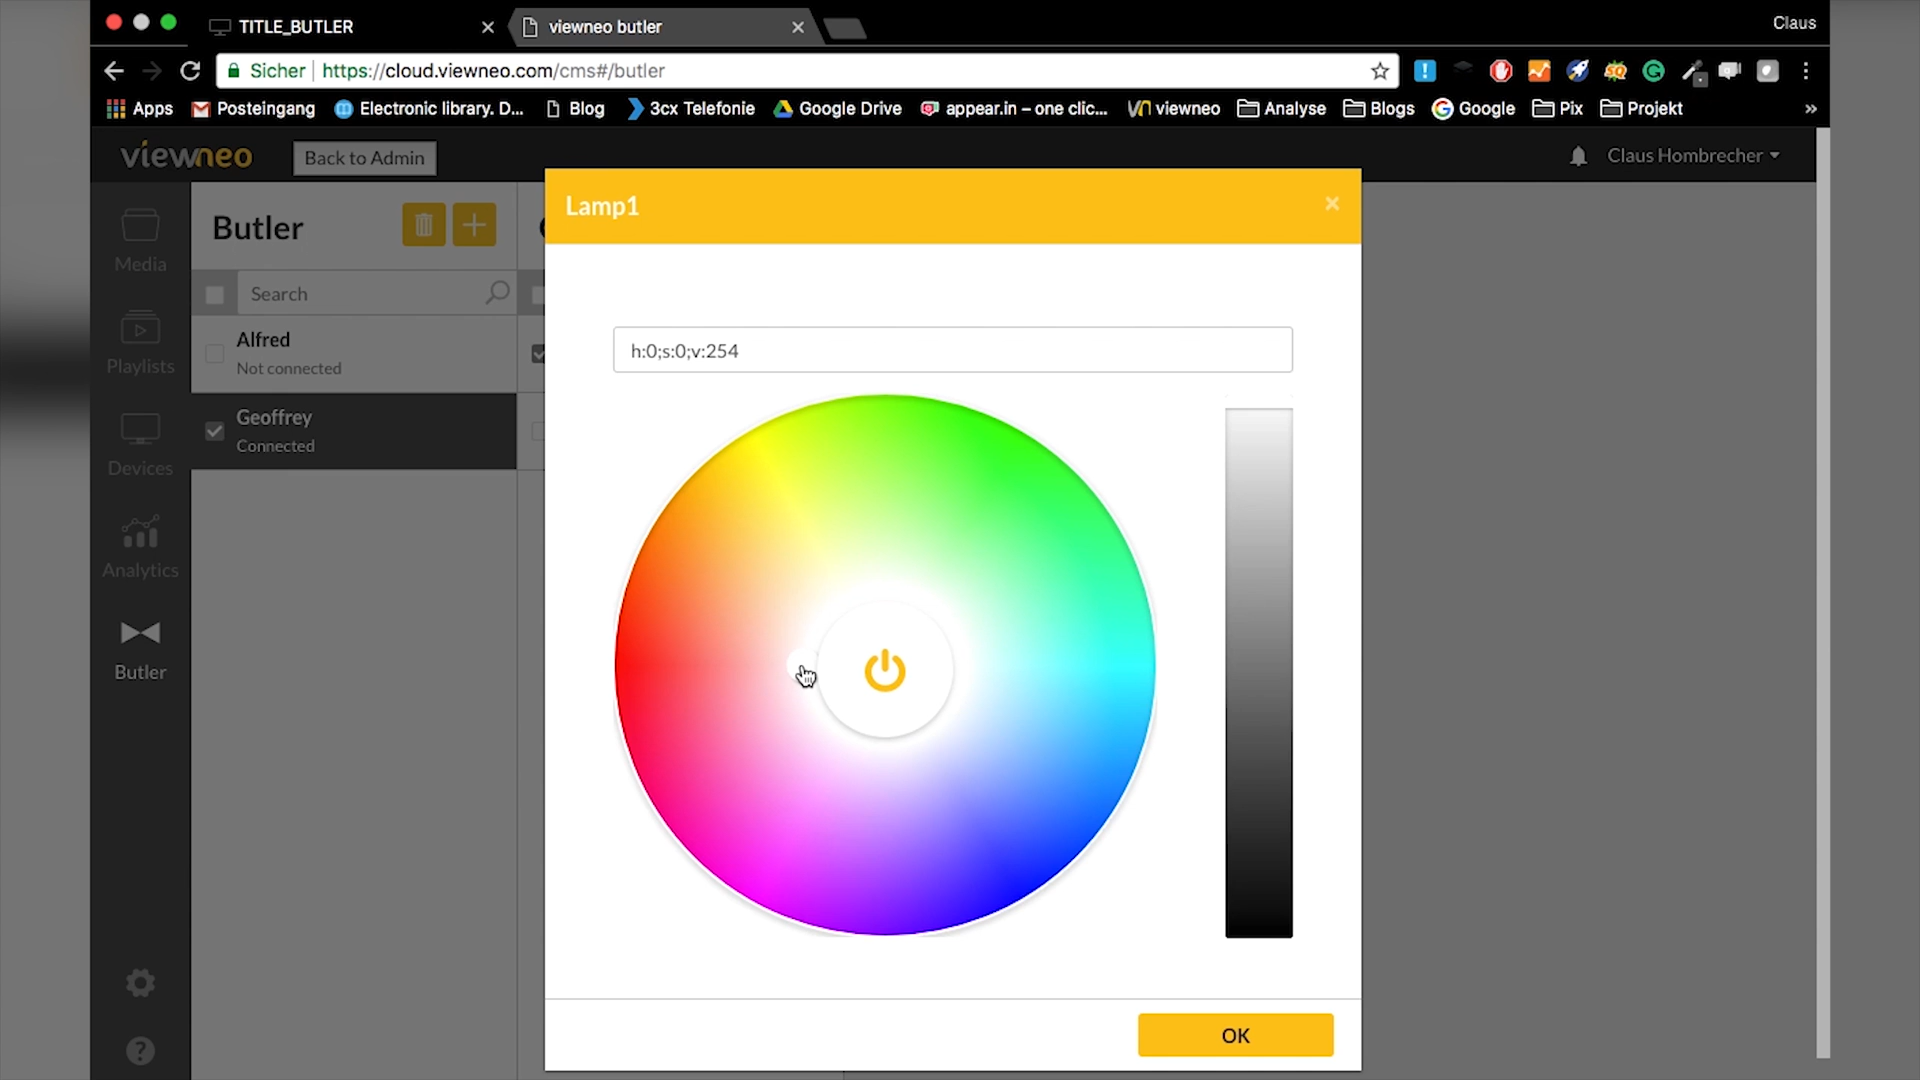 TITLE_BUTLER
viewneo butler
Claus
Sicher https://cloud.viewneo.com/cms#/butler
Apps Posteingang Electronic library. D... Blog 3cx Telefonie Google Drive appear.in – one clic... viewneo Analyse Blogs Google Pix Projekt »
viewneo Back to Admin Claus Hombrecher
Media
Playlists
Devices
Analytics
Butler
Butler
Search
Alfred
Not connected
Geoffrey
Connected
Lamp1
h:0;s:0;v:254
OK